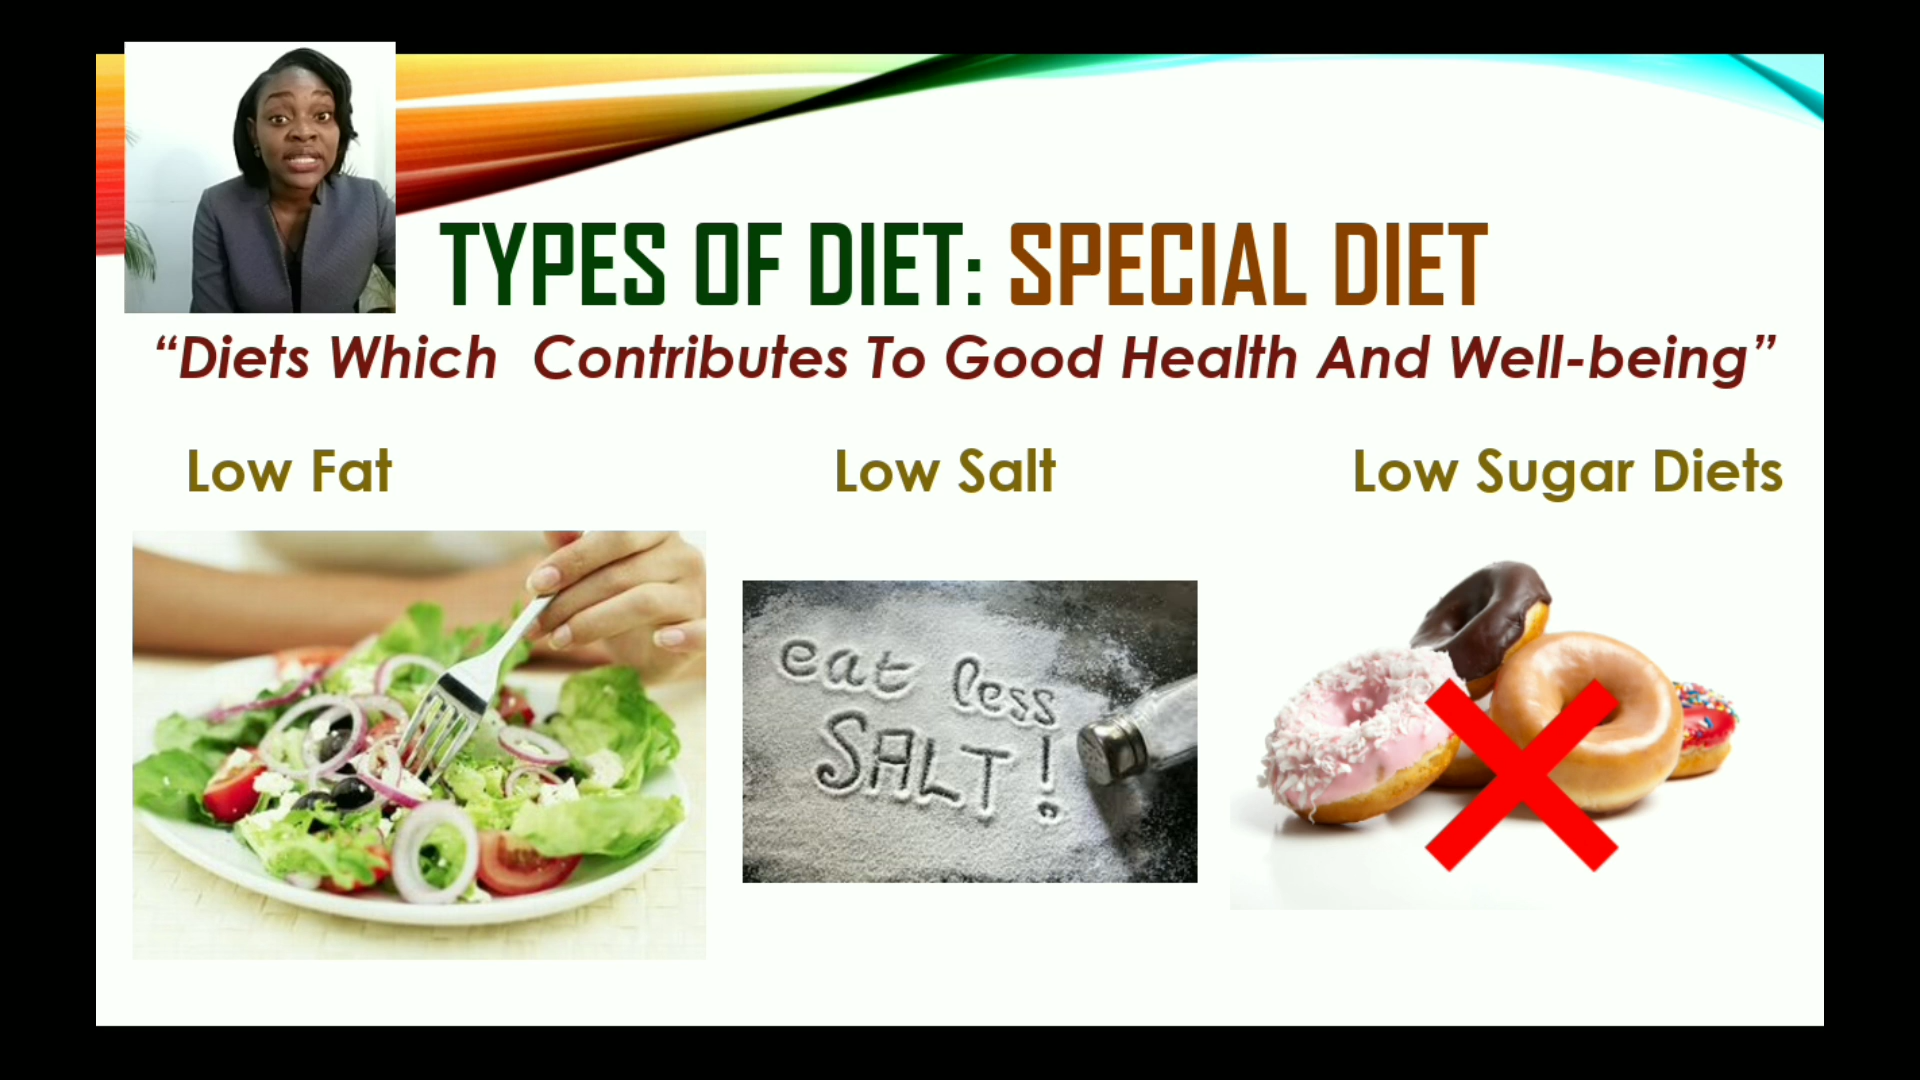 TYPES OF DIET: SPECIAL DIET
“Diets Which Contributes To Good Health And Well-being”
Low Fat
Low Salt
Low Sugar Diets
eat less
SALT!